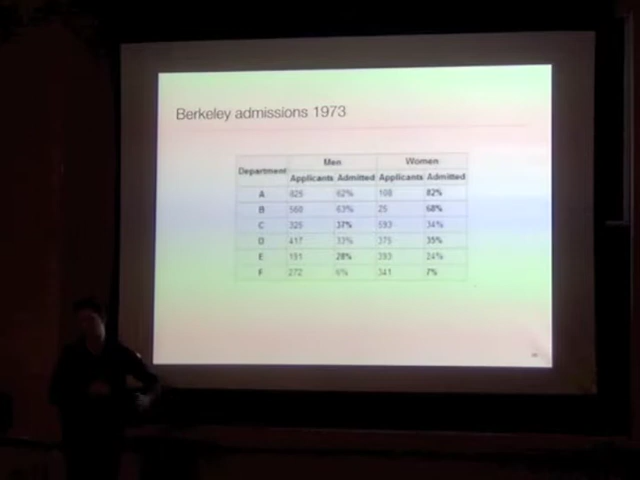 Berkeley admissions 1973
Department Men Women
Applicants Admitted Applicants Admitted
A 825 62% 108 82%
B 560 63% 25 68%
C 325 37% 593 34%
D 417 33% 375 35%
E 191 28% 393 24%
F 272 6% 341 7%